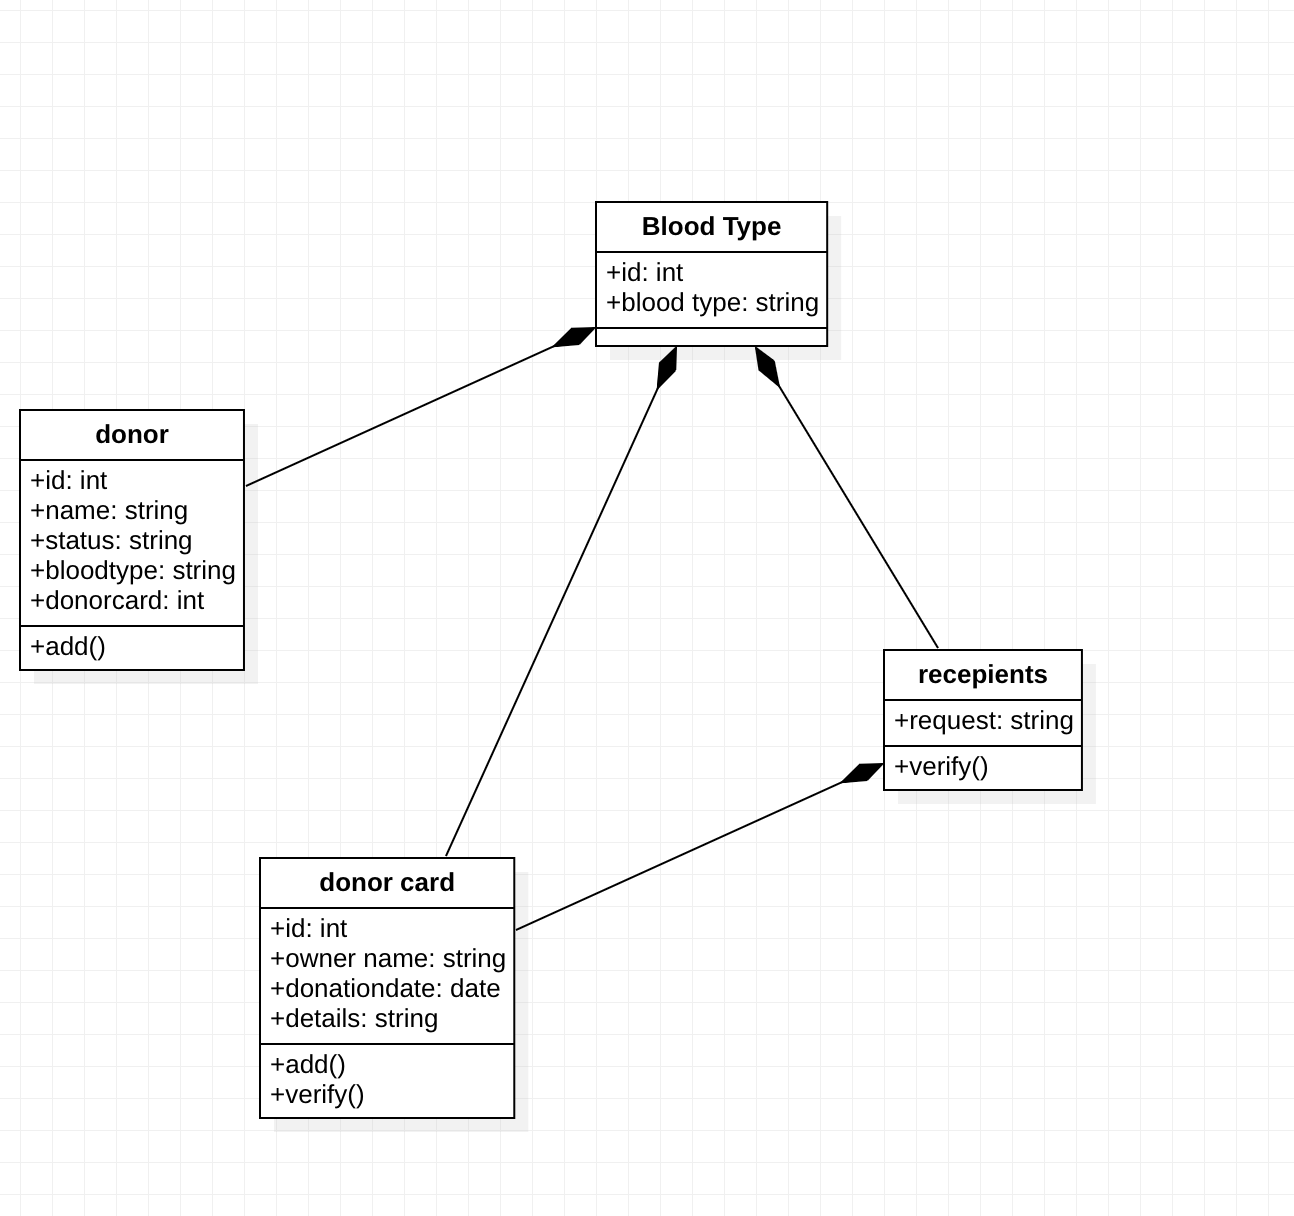 Blood Type
+id: int
+blood type: string
donor
+id: int
+name: string
+status: string
+bloodtype: string
+donorcard: int
+add()
recepients
+request: string
+verify()
donor card
+id: int
+owner name: string
+donationdate: date
+details: string
+add()
+verify()